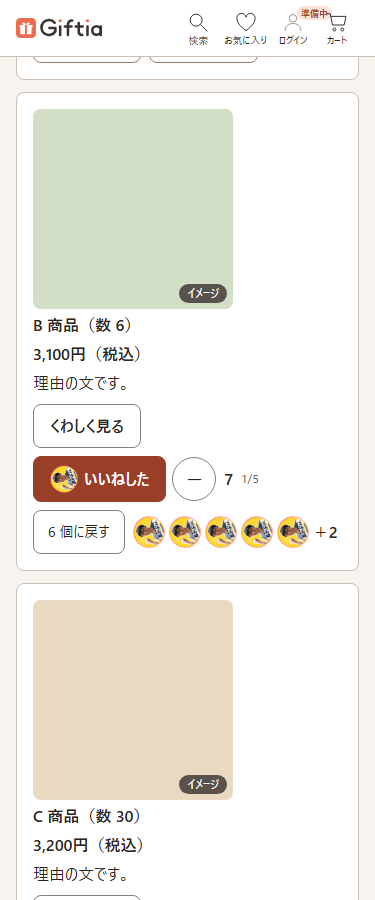 Giftia
検索
お気に入り
ログイン
準備中
カート
イメージ
B 商品（数 6）
3,100円（税込）
理由の文です。
くわしく見る
いいねした
— 7 1/5
6 個に戻す
＋2
イメージ
C 商品（数 30）
3,200円（税込）
理由の文です。